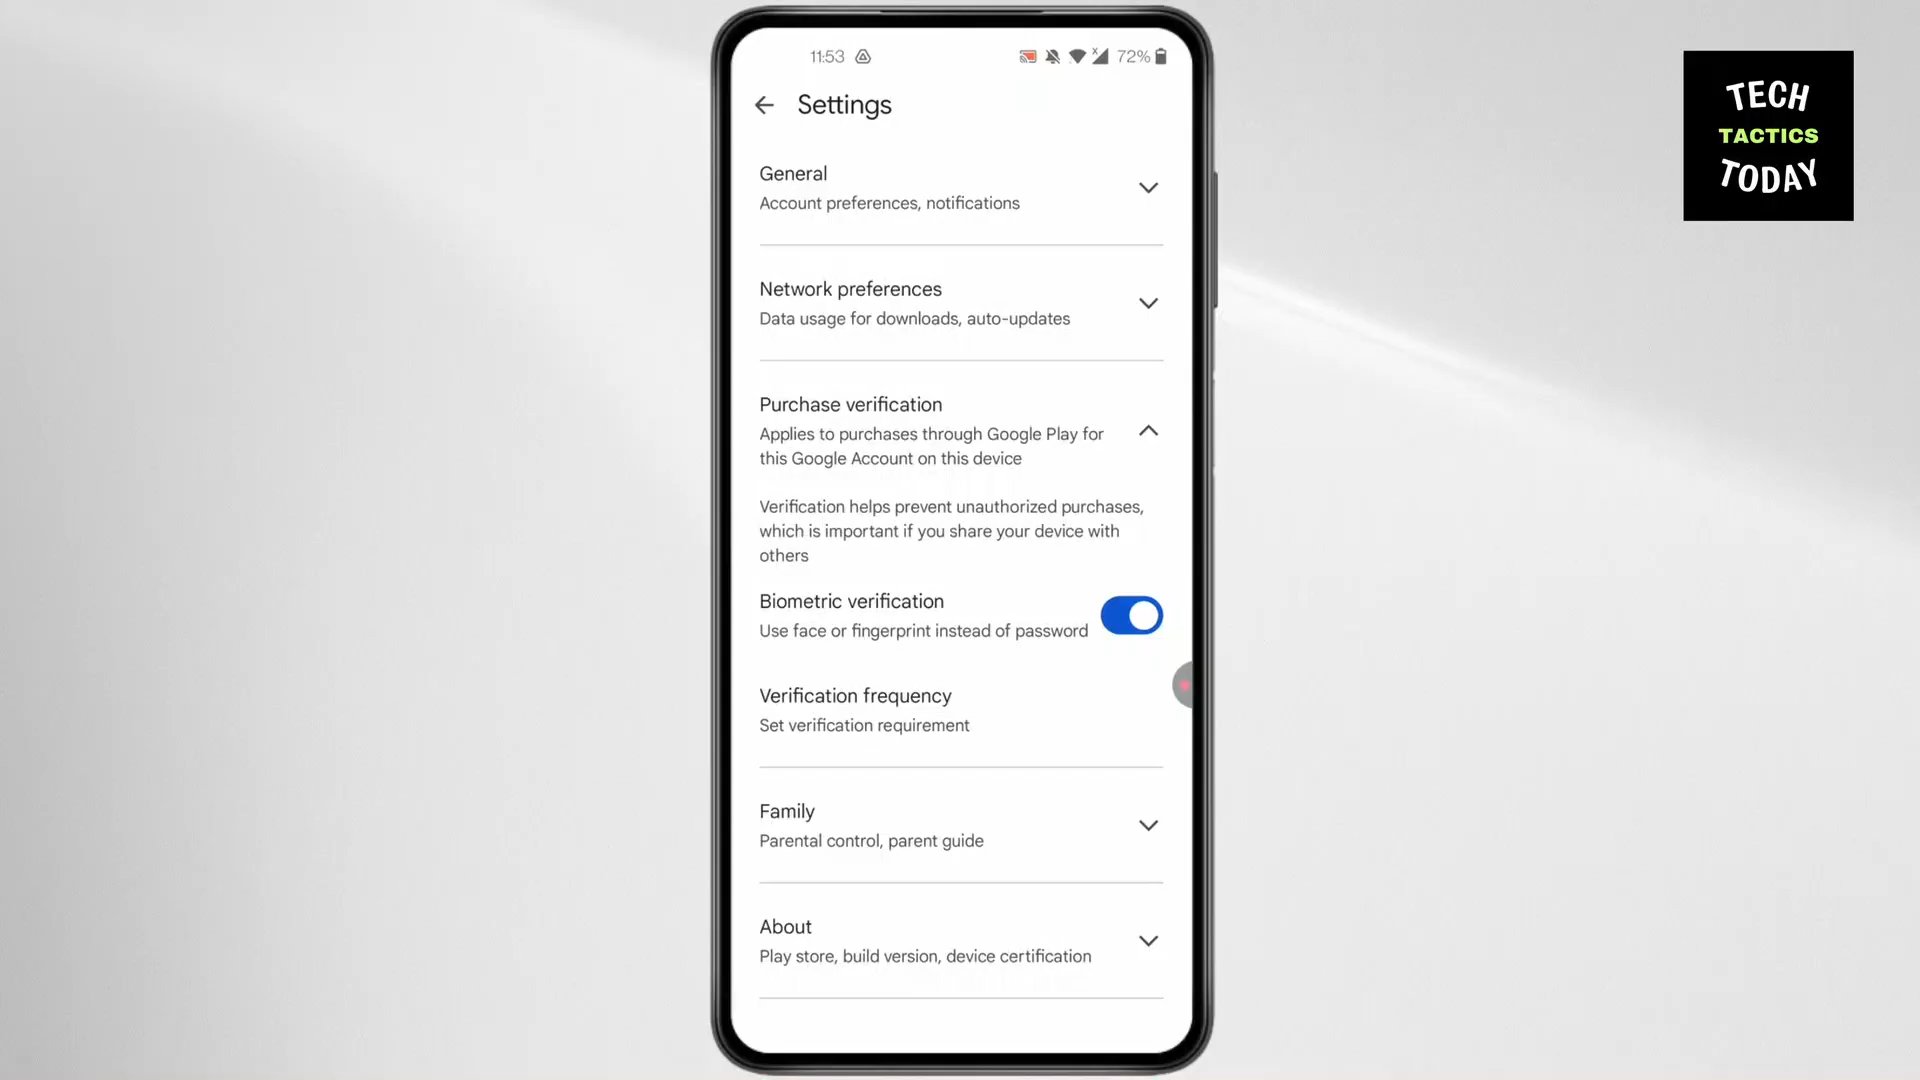 11:53
72%
TECH
TACTICS
TODAY
Settings
General
Account preferences, notifications
Network preferences
Data usage for downloads, auto-updates
Purchase verification
Applies to purchases through Google Play for
this Google Account on this device
Verification helps prevent unauthorized purchases,
which is important if you share your device with
others
Biometric verification
Use face or fingerprint instead of password
Verification frequency
Set verification requirement
Family
Parental control, parent guide
About
Play store, build version, device certification